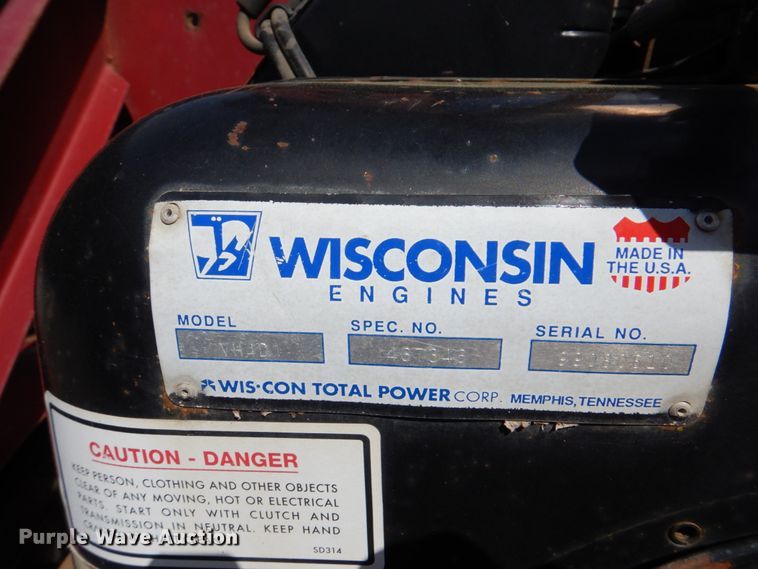 WISCONSIN
ENGINES
MADE IN
THE U.S.A.
MODEL SPEC. NO. SERIAL NO.
WIS•CON TOTAL POWER CORP. MEMPHIS, TENNESSEE
CAUTION - DANGER
KEEP PERSON, CLOTHING AND OTHER OBJECTS
CLEAR OF ANY MOVING, HOT OR ELECTRICAL
PARTS. START ONLY WITH CLUTCH AND
TRANSMISSION IN NEUTRAL. KEEP HAND
SD314
Purple Wave Auction